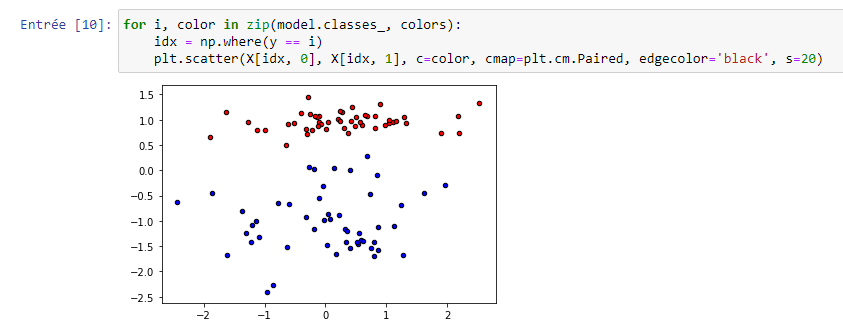 Entrée [10]: for i, color in zip(model.classes_, colors):
    idx = np.where(y == i)
    plt.scatter(X[idx, 0], X[idx, 1], c=color, cmap=plt.cm.Paired, edgecolor='black', s=20)
1.5
1.0
0.5
0.0
−0.5
−1.0
−1.5
−2.0
−2.5
−2 −1 0 1 2